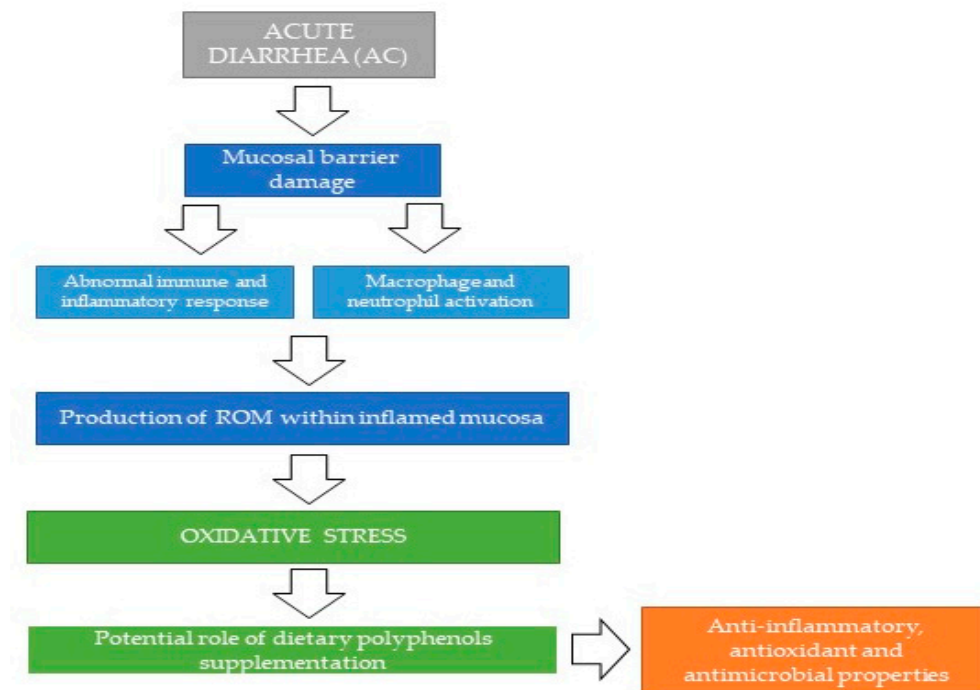 ACUTE
DIARRHEA (AC)
Mucosal barrier
damage
Abnormal immune and
inflammatory response
Macrophage and
neutrophil activation
Production of ROM within inflamed mucosa
OXIDATIVE STRESS
Potential role of dietary polyphenols
supplementation
Anti-inflammatory,
antioxidant and
antimicrobial properties